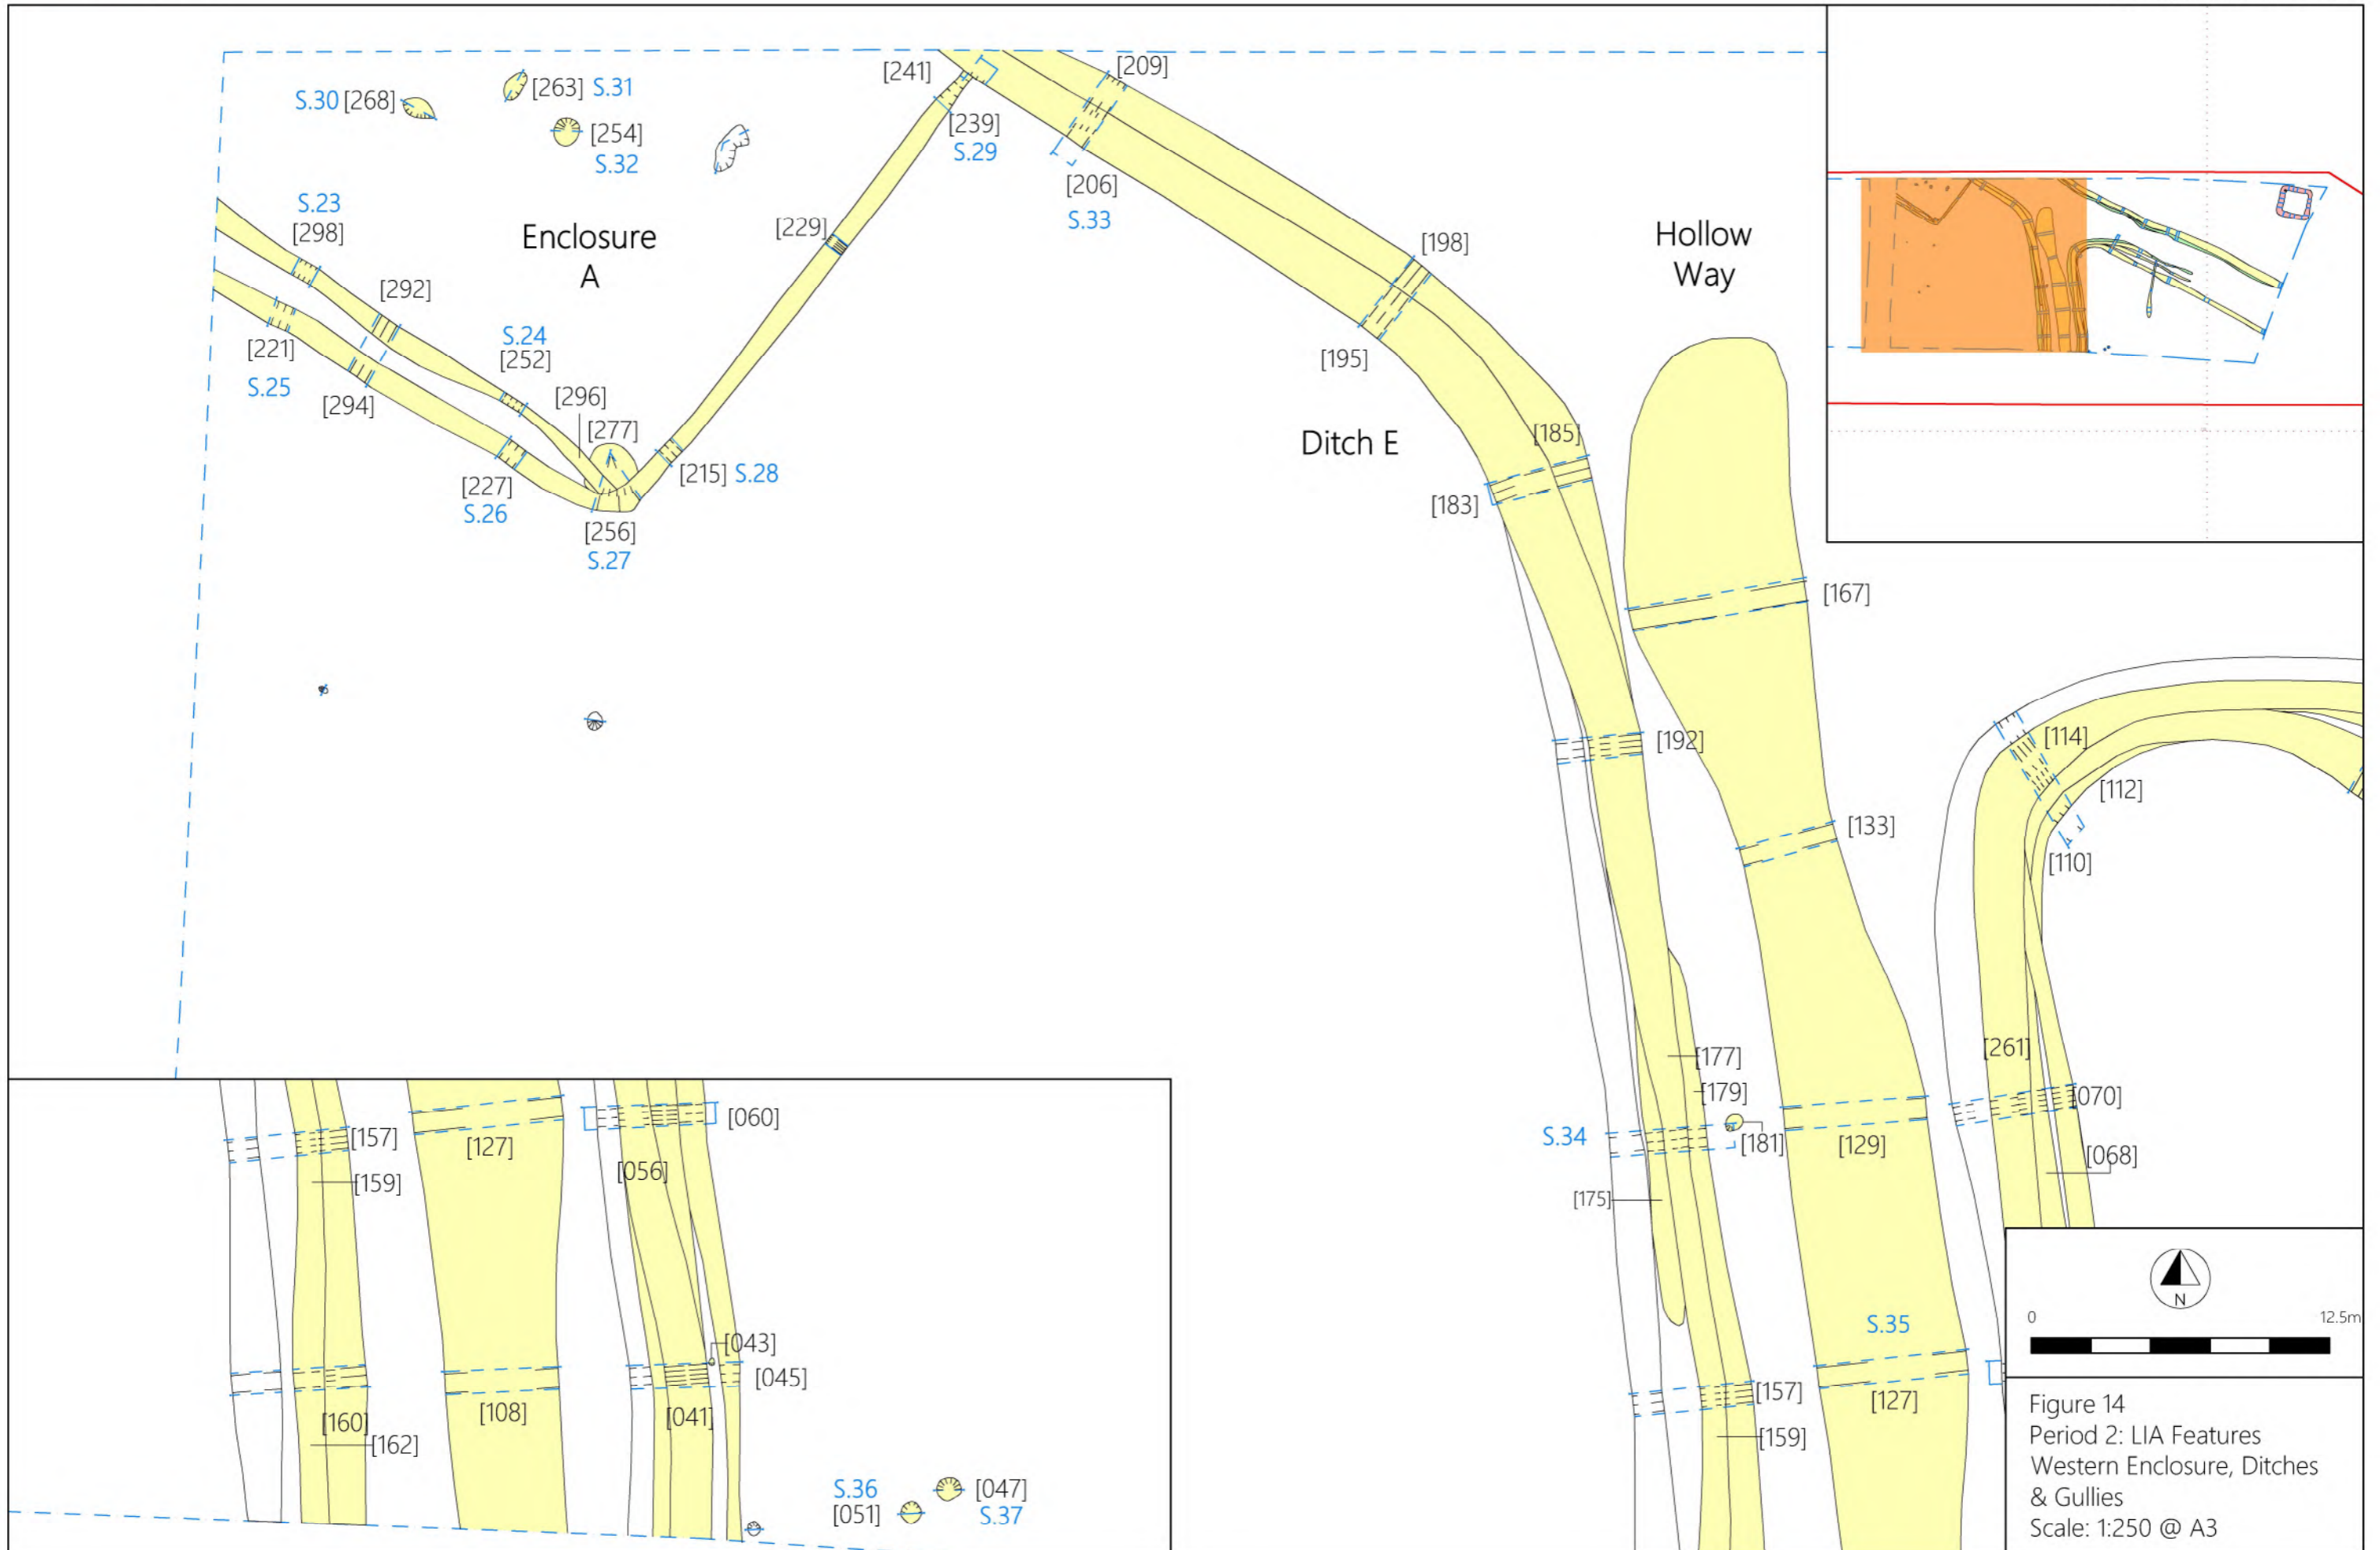 [241]
[209]
S.30 [268]
[263] S.31
[254]
S.32
[239]
S.29
[206]
S.33
S.23
[298]
Enclosure
A
[229]
[198]
Hollow
Way
[292]
S.24
[252]
[221]
S.25
[294]
[296]
[277]
[195]
Ditch E
[185]
[227]
S.26
[215] S.28
[183]
[256]
S.27
[167]
[192]
[114]
[112]
[133]
[110]
[177]
[179]
[261]
[070]
S.34
[181]
[129]
[068]
[175]
S.35
[157]
[127]
[159]
[157]
[127]
[060]
[159]
[056]
[043]
[045]
[160]
[162]
[108]
[041]
S.36
[051]
[047]
S.37
N
0 12.5m
Figure 14
Period 2: LIA Features
Western Enclosure, Ditches
& Gullies
Scale: 1:250 @ A3